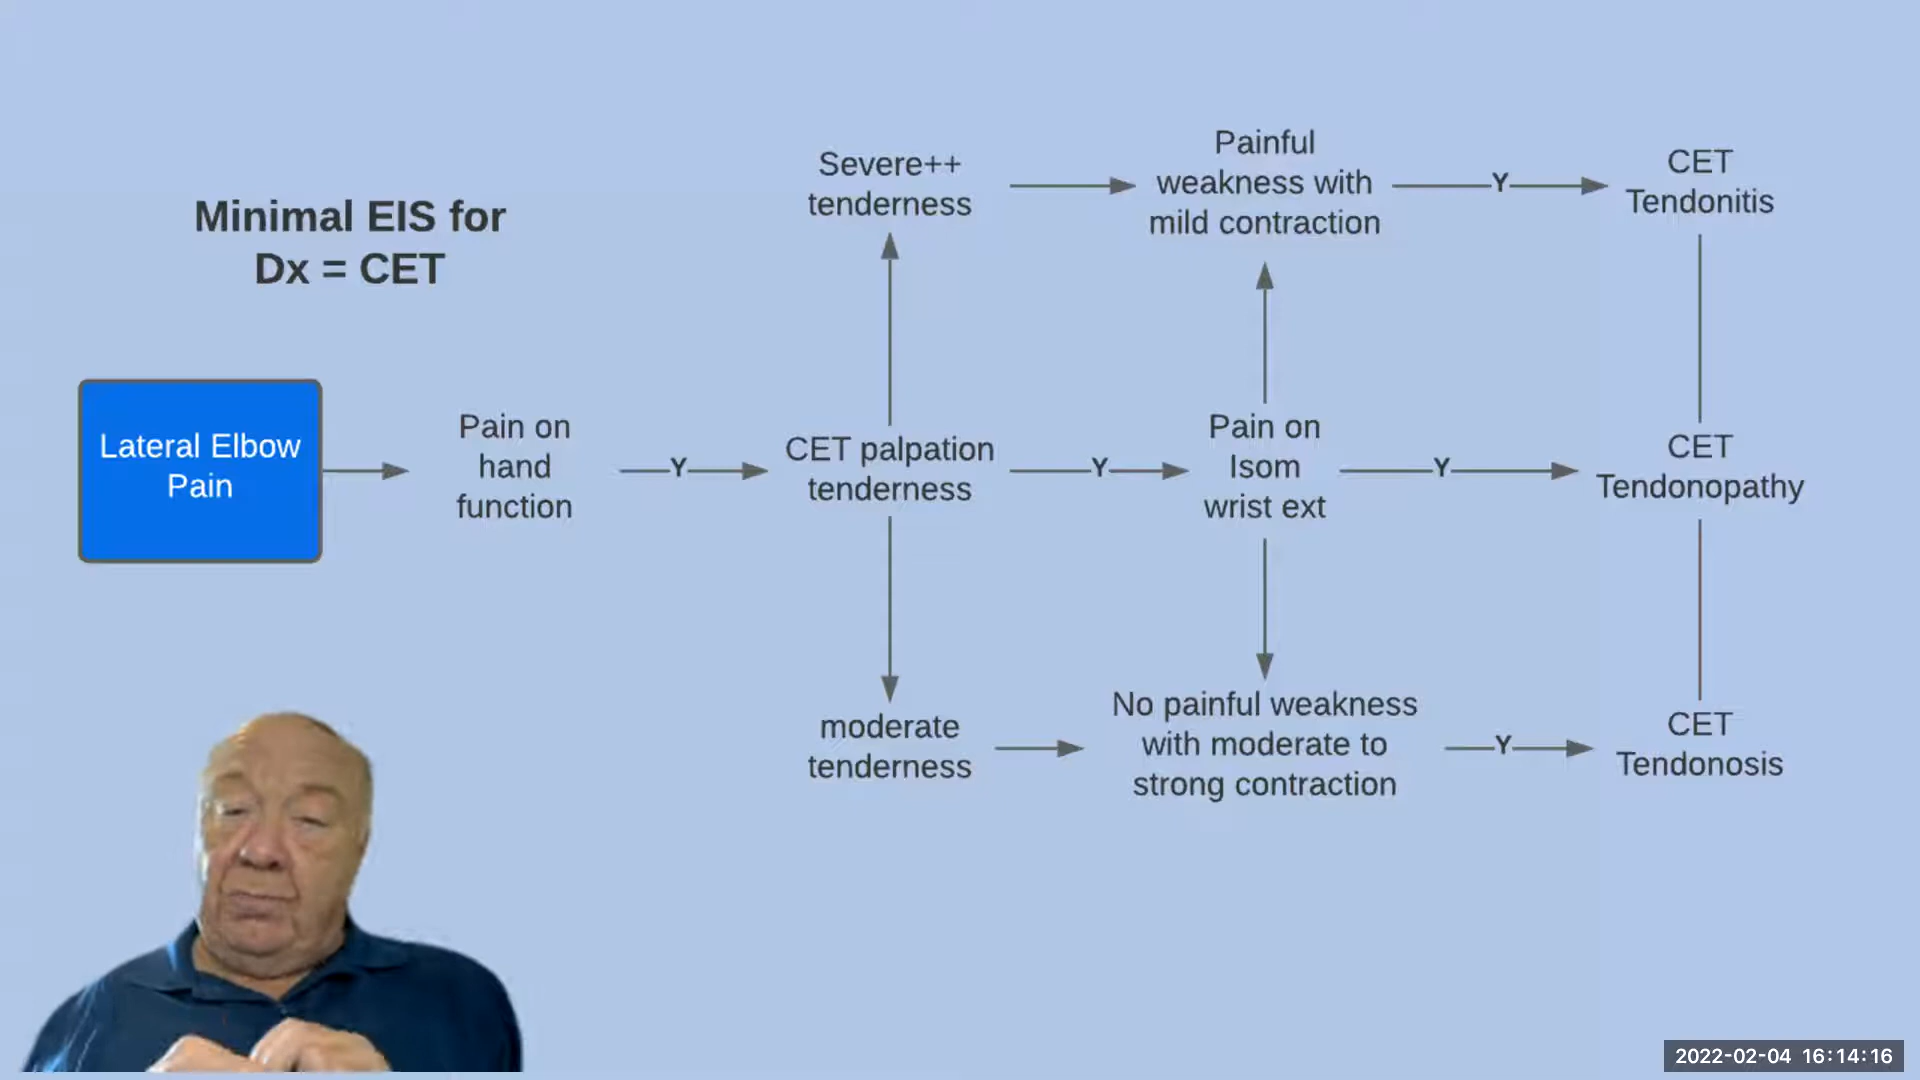 Minimal EIS for
Dx = CET
Lateral Elbow
Pain
Pain on
hand
function
Y
CET palpation
tenderness
Severe++
tenderness
moderate
tenderness
Y
Painful
weakness with
mild contraction
Pain on
Isom
wrist ext
No painful weakness
with moderate to
strong contraction
Y
Y
Y
CET
Tendonitis
CET
Tendonopathy
CET
Tendonosis
2022-02-04 16:14:16